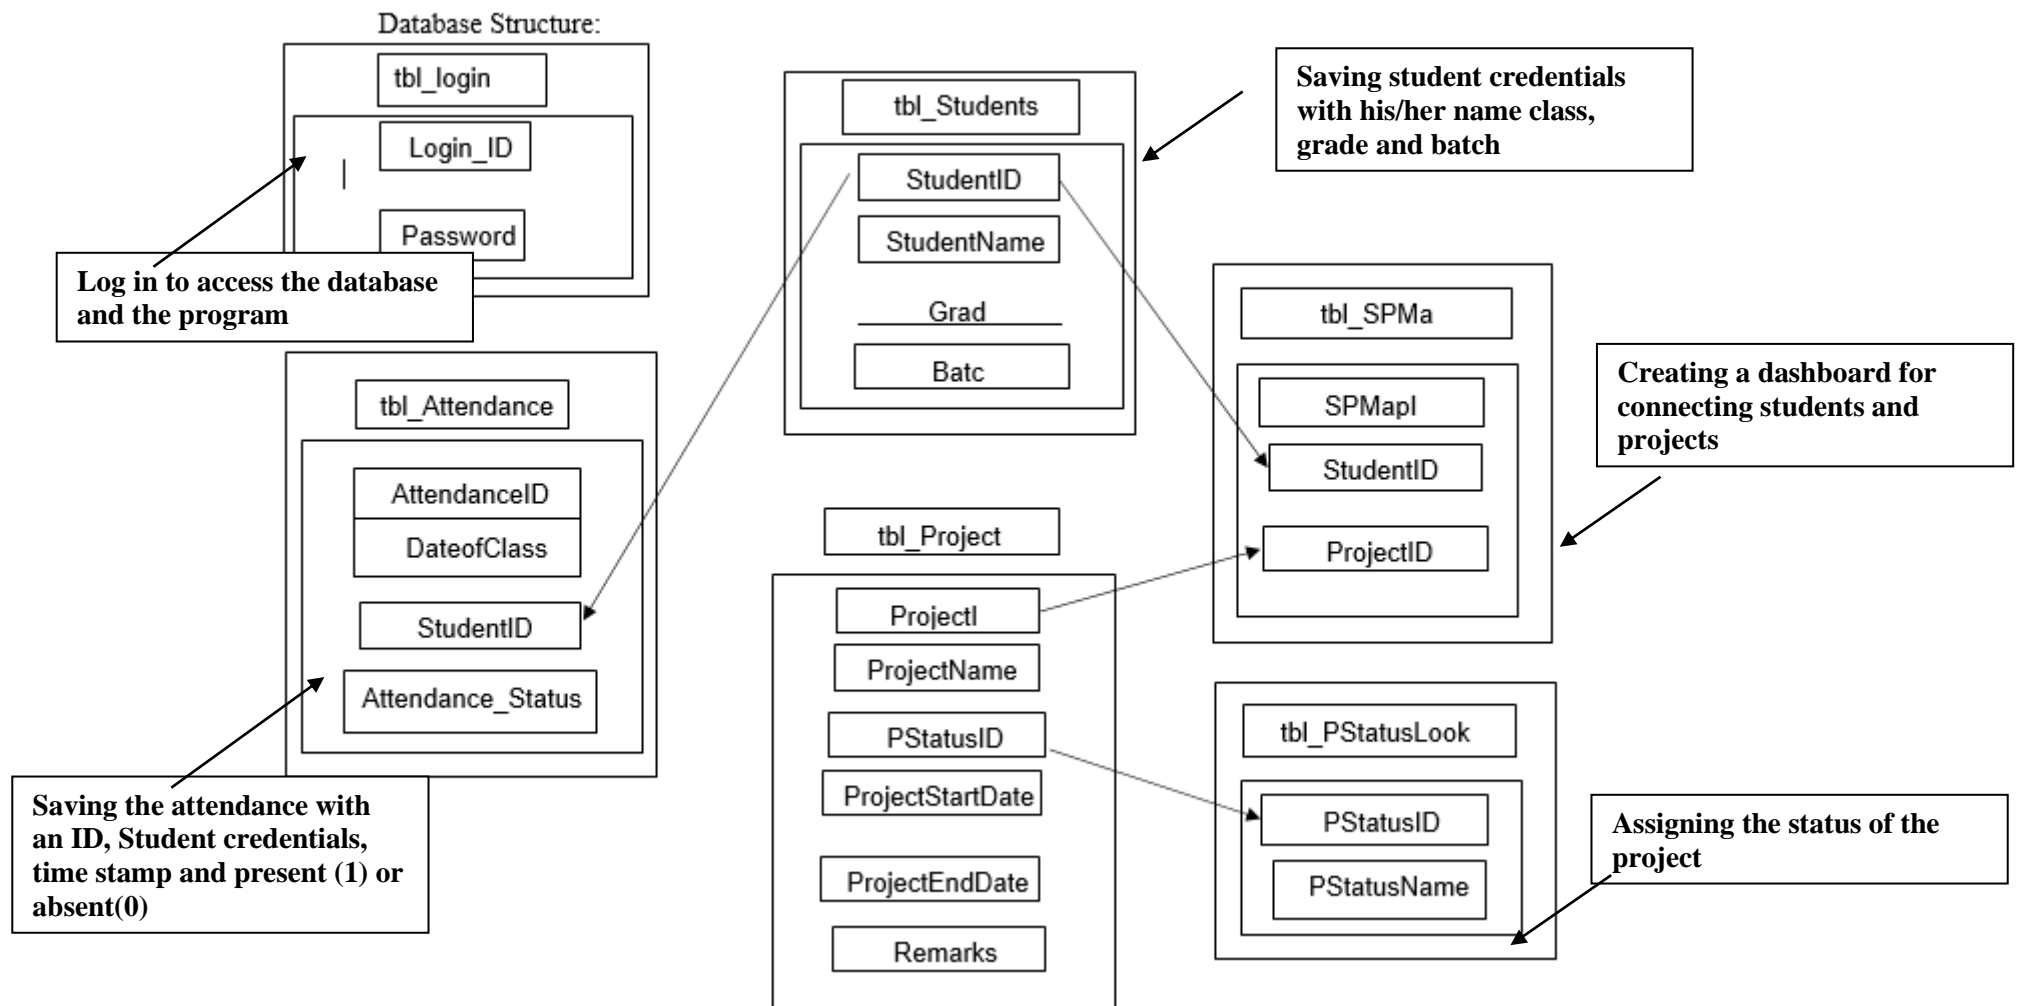 Database Structure:
tbl_login
Login_ID
Password
Log in to access the database
and the program
tbl_Attendance
AttendanceID
DateofClass
StudentID
Attendance_Status
Saving the attendance with
an ID, Student credentials,
time stamp and present (1) or
absent(0)
tbl_Students
StudentID
StudentName
Grad
Batc
Saving student credentials
with his/her name class,
grade and batch
tbl_Project
ProjectI
ProjectName
PStatusID
ProjectStartDate
ProjectEndDate
Remarks
tbl_SPMa
SPMapI
StudentID
ProjectID
Creating a dashboard for
connecting students and
projects
tbl_PStatusLook
PStatusID
PStatusName
Assigning the status of the
project